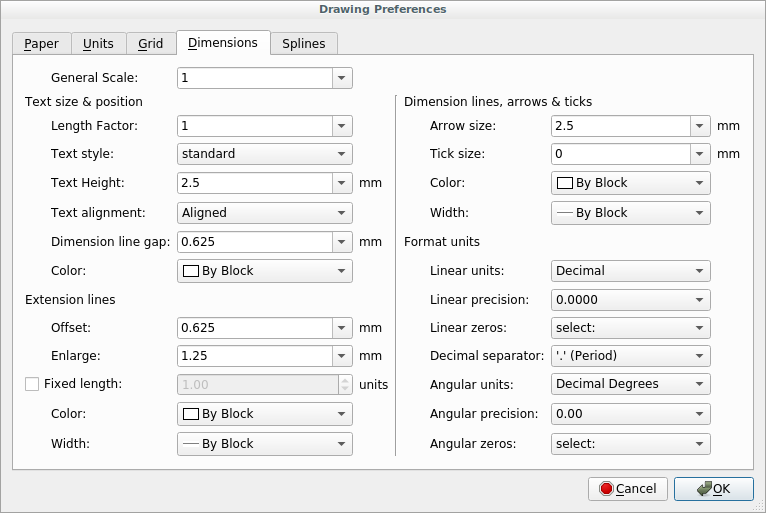 Drawing Preferences
Paper Units Grid Dimensions Splines
General Scale: 1
Text size & position
Length Factor: 1
Text style: standard
Text Height: 2.5 mm
Text alignment: Aligned
Dimension line gap: 0.625 mm
Color: By Block
Extension lines
Offset: 0.625 mm
Enlarge: 1.25 mm
Fixed length: 1.00 units
Color: By Block
Width: By Block
Dimension lines, arrows & ticks
Arrow size: 2.5 mm
Tick size: 0 mm
Color: By Block
Width: By Block
Format units
Linear units: Decimal
Linear precision: 0.0000
Linear zeros: select:
Decimal separator: '.' (Period)
Angular units: Decimal Degrees
Angular precision: 0.00
Angular zeros: select:
Cancel OK